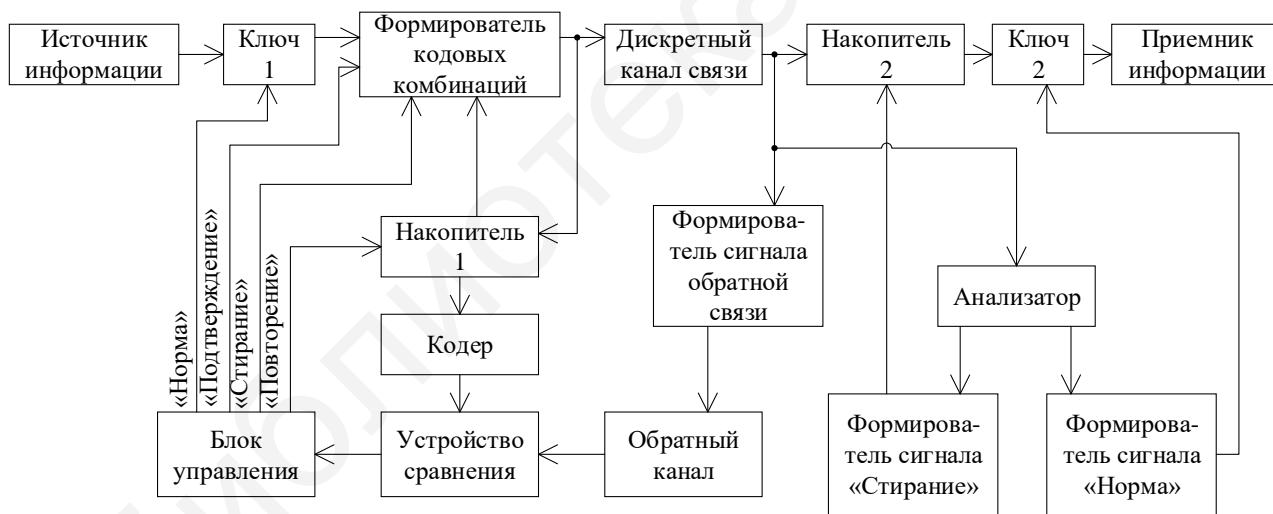 Источник
информации
Ключ
1
Формирователь
кодовых
комбинаций
Дискретный
канал связи
Накопитель
2
Ключ
2
Приемник
информации
Накопитель
1
Формирова-
тель сигнала
обратной
связи
Анализатор
Кодер
«Норма»
«Подтверждение»
«Стирание»
«Повторение»
Блок
управления
Устройство
сравнения
Обратный
канал
Формирова-
тель сигнала
«Стирание»
Формирова-
тель сигнала
«Норма»
библиотека